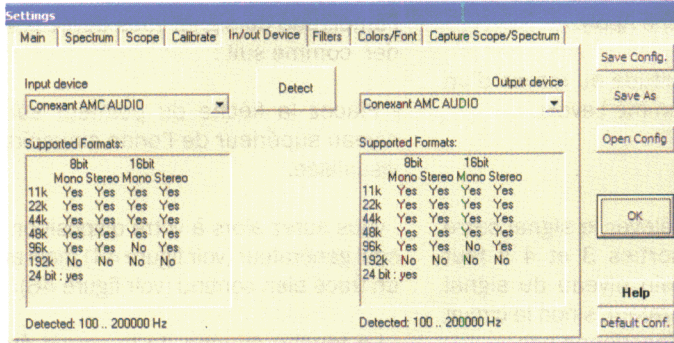 Settings
Main Spectrum Scope Calibrate In/out Device Filters Colors/Font Capture Scope/Spectrum
Save Config.
Save As
Open Config
OK
Help
Default Conf.
Input device
Conexant AMC AUDIO
Detect
Output device
Conexant AMC AUDIO
Supported Formats:
8bit 16bit
Mono Stereo Mono Stereo
11k Yes Yes Yes Yes
22k Yes Yes Yes Yes
44k Yes Yes Yes Yes
48k Yes Yes Yes Yes
96k Yes Yes No Yes
192k No No No No
24 bit : yes
Detected: 100 .. 200000 Hz
Supported Formats:
8bit 16bit
Mono Stereo Mono Stereo
11k Yes Yes Yes Yes
22k Yes Yes Yes Yes
44k Yes Yes Yes Yes
48k Yes Yes Yes Yes
96k Yes Yes No Yes
192k No No No No
24 bit : yes
Detected: 100 .. 200000 Hz